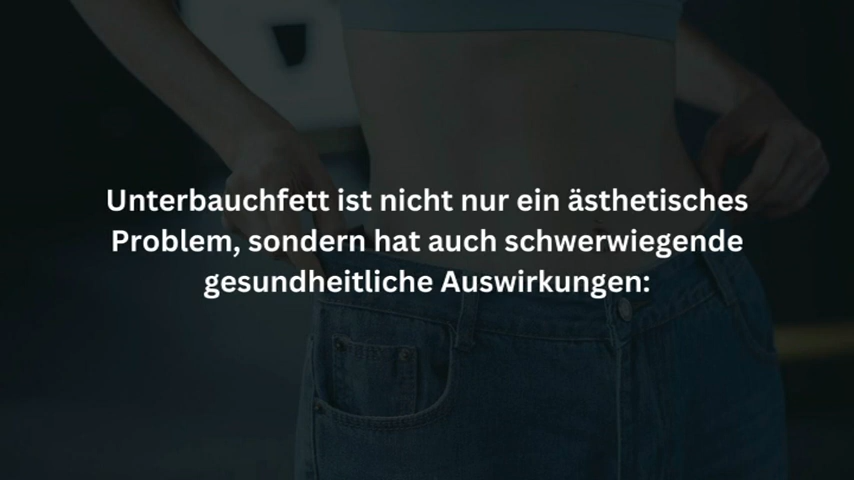 Unterbauchfett ist nicht nur ein ästhetisches
Problem, sondern hat auch schwerwiegende
gesundheitliche Auswirkungen: